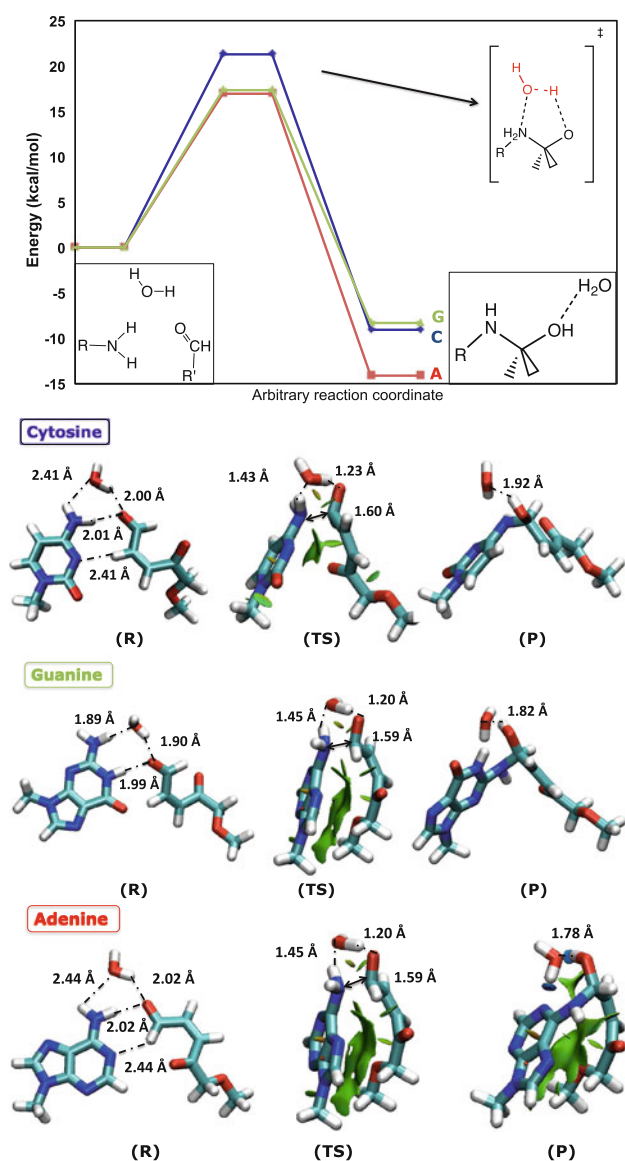 25
20
15
10
5
0
-5
-10
-15
Energy (kcal/mol)
Arbitrary reaction coordinate
G
C
A
‡
H
O
H
H₂N
O
R
H
O
H
R
N
H
H
O
CH
R'
H₂O
H
N
OH
R
Cytosine
2.41 Å
2.00 Å
2.01 Å
2.41 Å
1.43 Å
1.23 Å
1.60 Å
1.92 Å
(R)
(TS)
(P)
Guanine
1.89 Å
1.90 Å
1.99 Å
1.45 Å
1.20 Å
1.59 Å
1.82 Å
(R)
(TS)
(P)
Adenine
2.44 Å
2.02 Å
2.02 Å
2.44 Å
1.45 Å
1.20 Å
1.59 Å
1.78 Å
(R)
(TS)
(P)